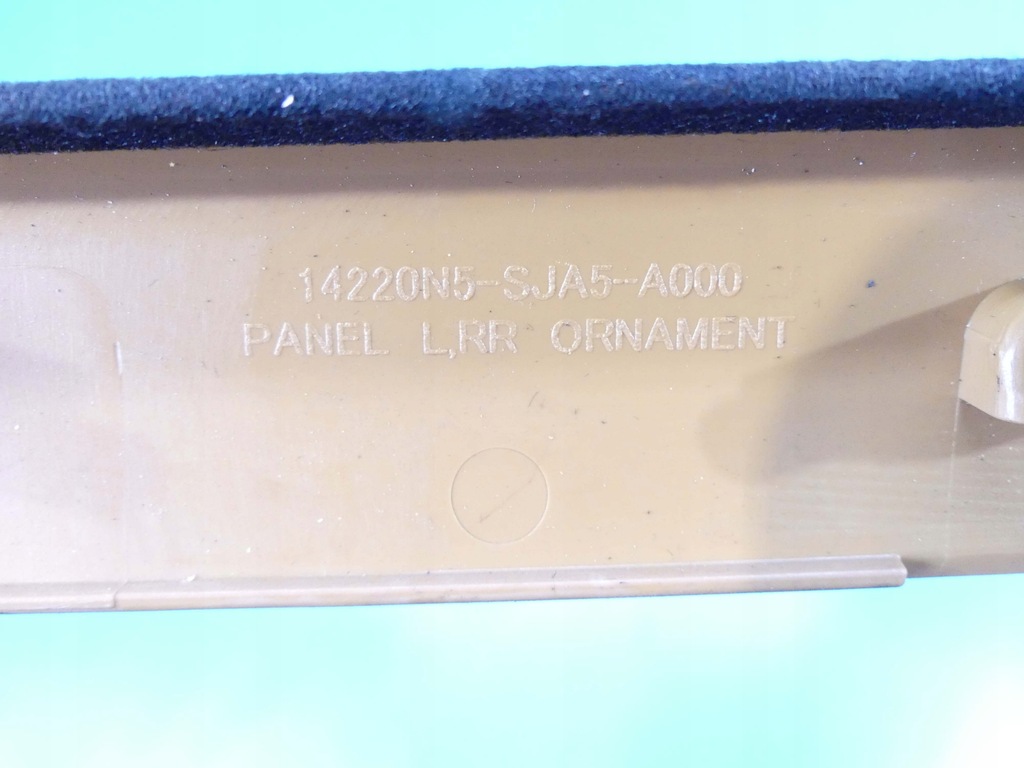 14220N5-SJA5-A000
PANEL L,RR ORNAMENT